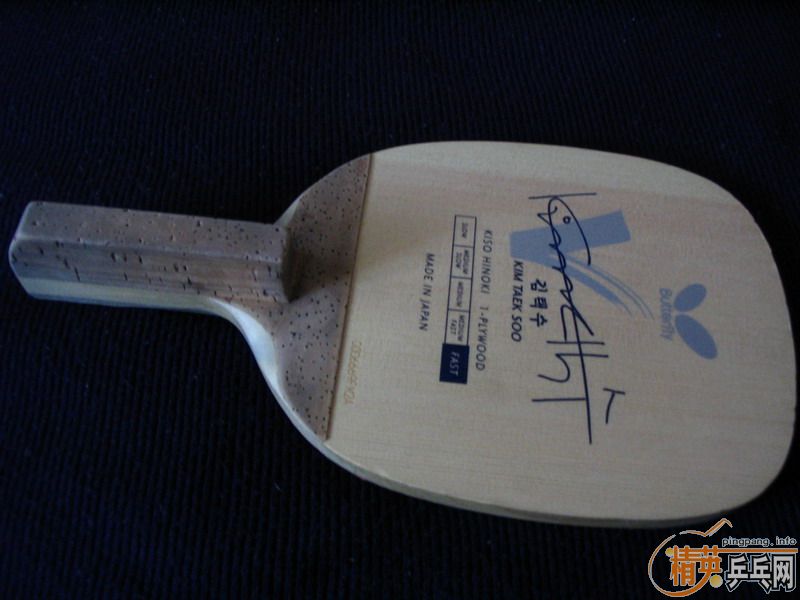 Butterfly
김택수
KIM TAEK SOO
SLOW
MEDIUM SLOW
MEDIUM
MEDIUM FAST
FAST
KISO HINOKI 1-PLYWOOD
MADE IN JAPAN
pingpang.info
精英乒乓网